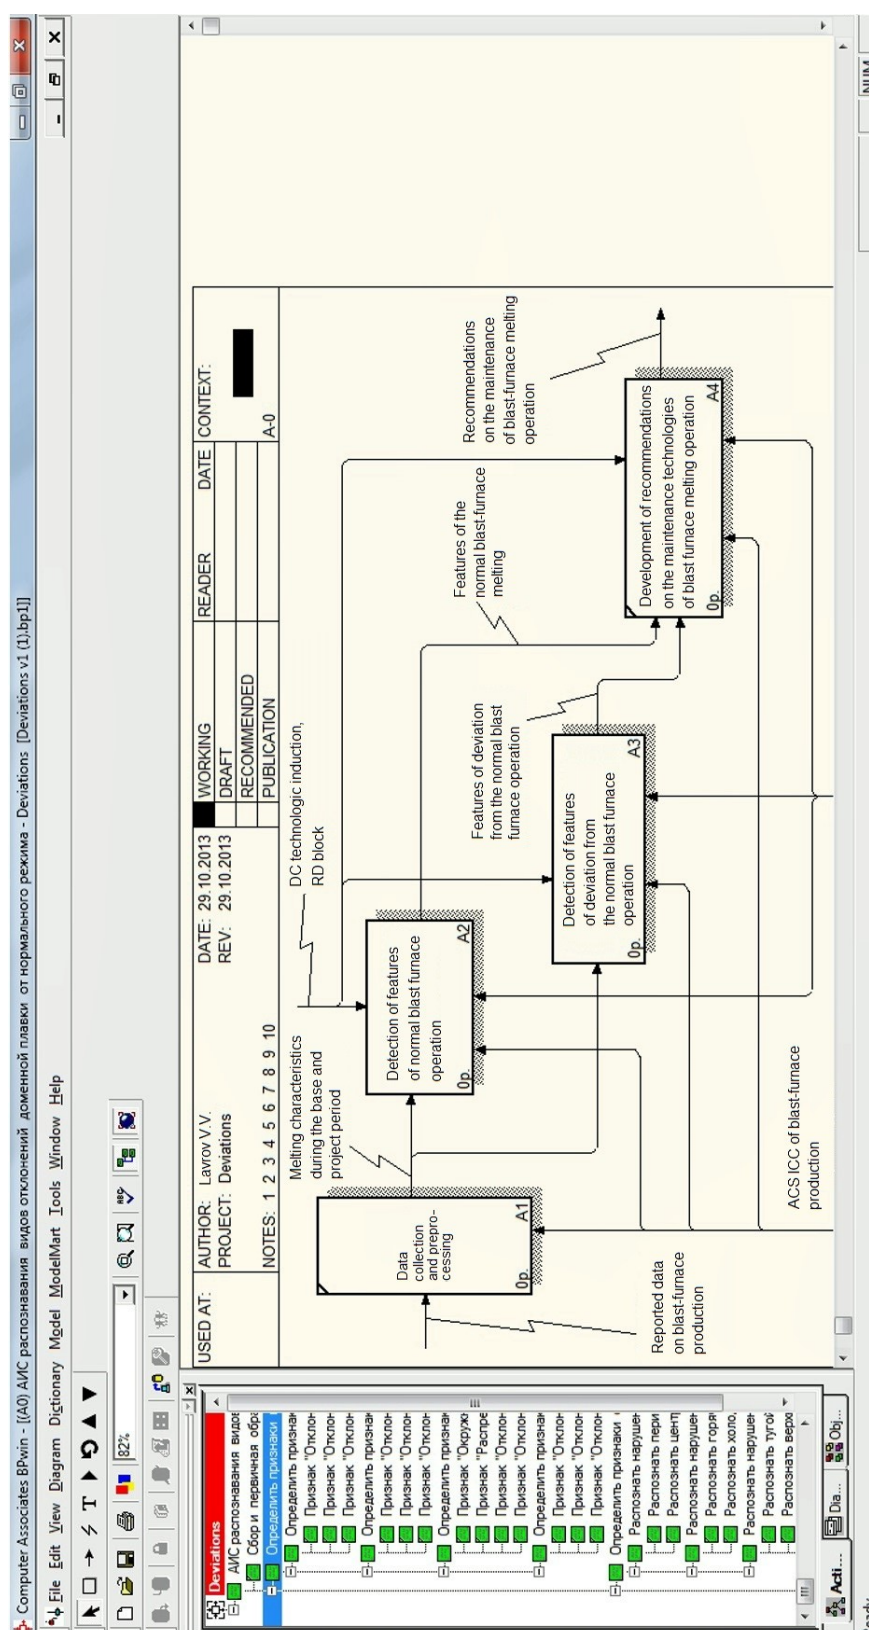 Computer Associates BPwin - [(A0) АИС распознавания видов отклонений доменной плавки от нормального режима - Deviations [Deviations v1 (1).bp1]]
File Edit View Diagram Dictionary Model ModelMart Tools Window Help
T
82%
ABC
Deviations
АИС распознавания видов
Сбор и первичная обра
Определить признаки
Определить признак
Признак "Отклон
Признак "Отклон
Признак "Отклон
Определить признак
Признак "Отклон
Признак "Отклон
Признак "Отклон
Определить признак
Признак "Окруж
Признак "Распре
Признак "Отклон
Признак "Отклон
Определить признак
Признак "Отклон
Признак "Отклон
Признак "Отклон
Определить признаки
Распознать нарушен
Распознать пери
Распознать центр
Распознать нарушен
Распознать горяч
Распознать холо,
Распознать нарушен
Распознать тугой
Распознать верхо
Acti...
Dia...
Obj...
USED AT:
AUTHOR: Lavrov V.V.
PROJECT: Deviations
NOTES: 1 2 3 4 5 6 7 8 9 10
DATE: 29.10.2013
REV: 29.10.2013
WORKING
DRAFT
RECOMMENDED
PUBLICATION
READER
DATE
CONTEXT:
A-0
DC technologic induction,
RD block
Melting characteristics
during the base and
project period
Data
collection
and prepro-
cessing
0p.
A1
Reported data
on blast-furnace
production
Detection of features
of normal blast furnace
operation
0p.
A2
Features of the
normal blast-furnace
melting
Detection of features
of deviation from
the normal blast furnace
operation
0p.
A3
Features of deviation
from the normal blast
furnace operation
Recommendations
on the maintenance
of blast-furnace melting
operation
Development of recommendations
on the maintenance technologies
of blast furnace melting operation
0p.
A4
ACS ICC of blast-furnace
production
NUM